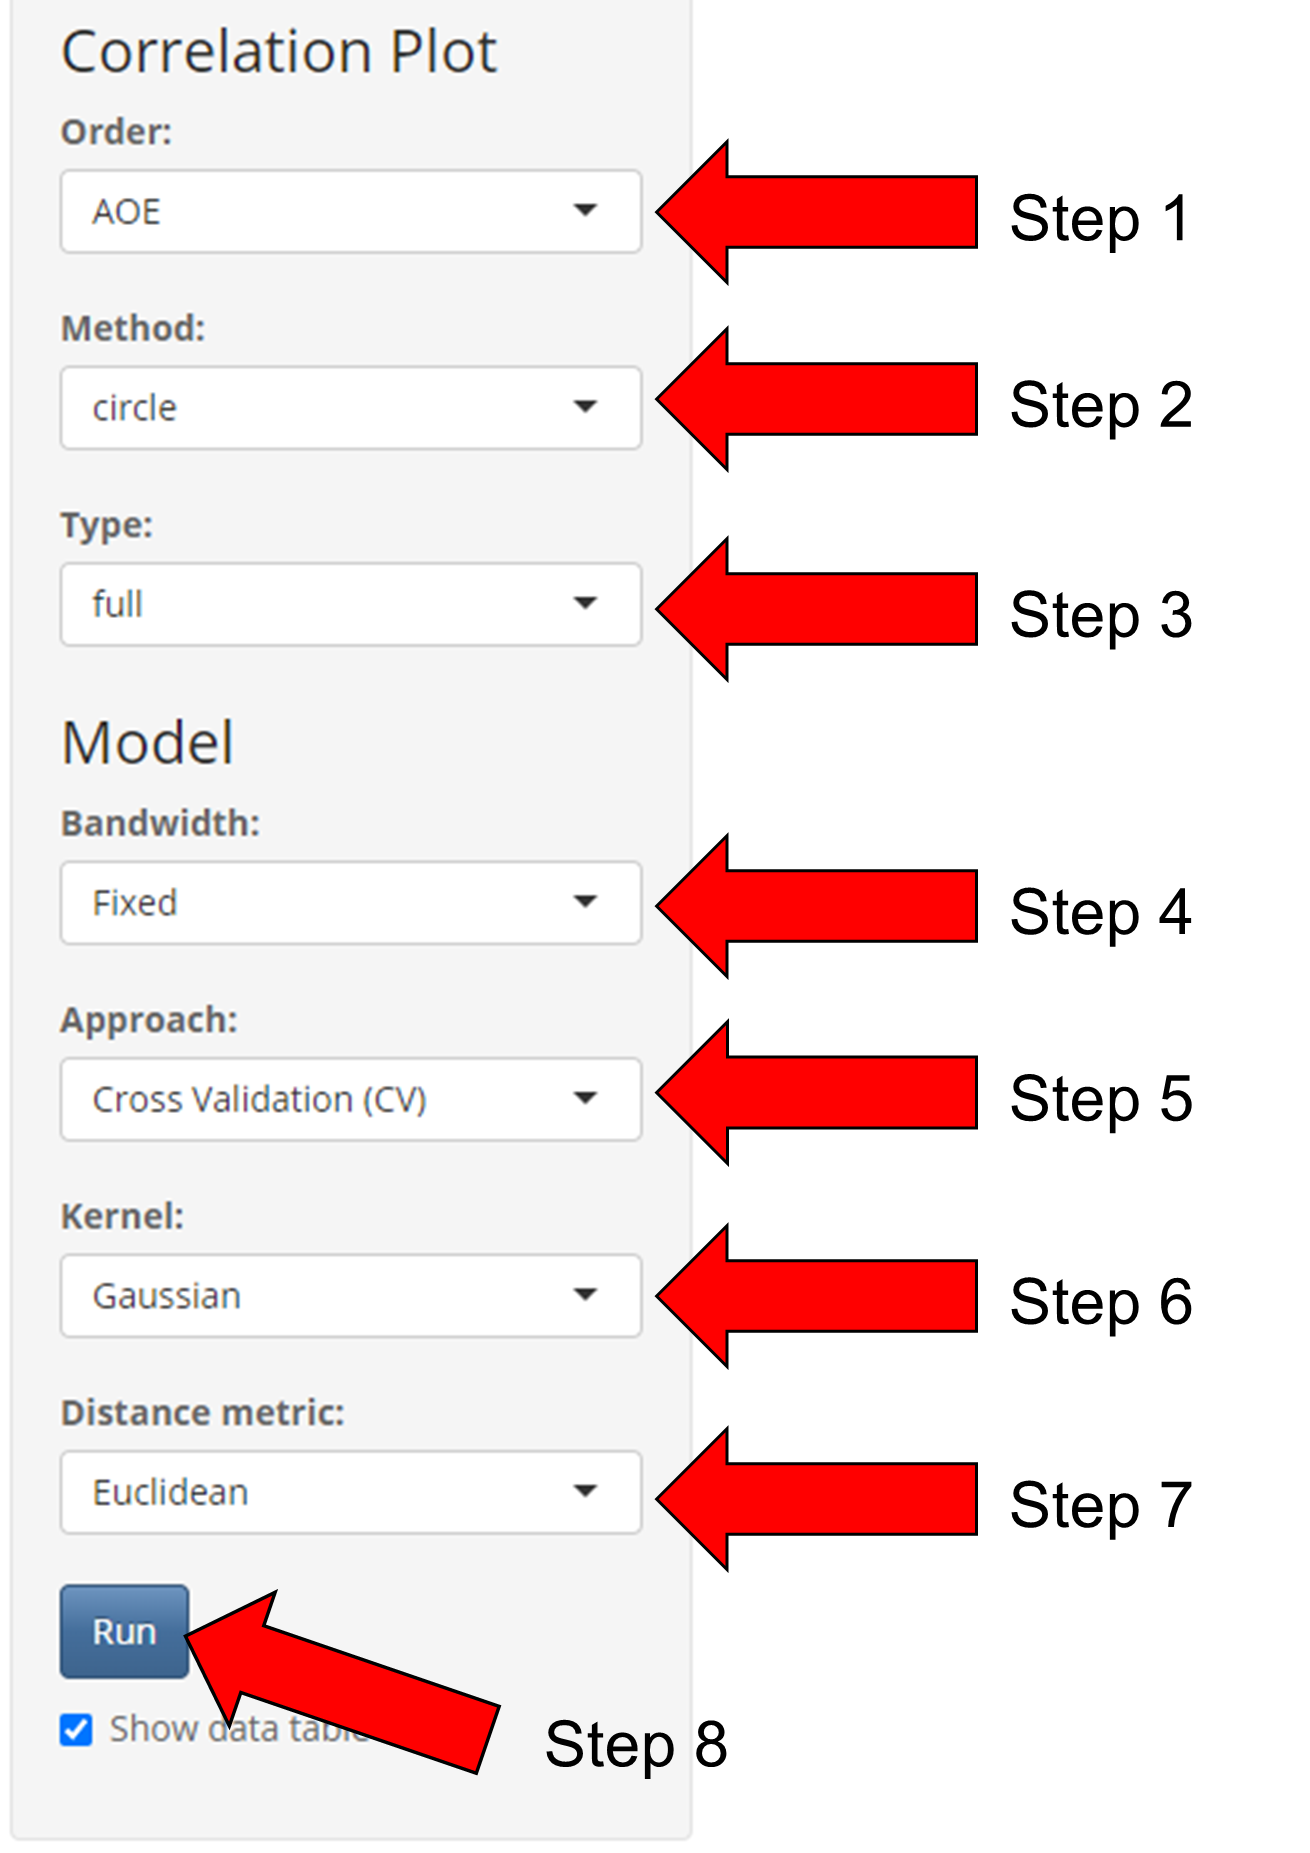 Correlation Plot
Order:
AOE
Step 1
Method:
circle
Step 2
Type:
full
Step 3
Model
Bandwidth:
Fixed
Step 4
Approach:
Cross Validation (CV)
Step 5
Kernel:
Gaussian
Step 6
Distance metric:
Euclidean
Step 7
Run
Show data table
Step 8